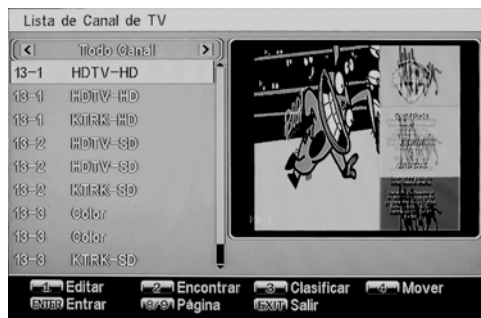 Lista de Canal de TV
Todo Canal
13-1 HDTV-HD
13-1 HDTV-HD
13-1 KTRK-HD
13-2 HDTV-SD
13-2 HDTV-SD
13-2 KTRK-SD
13-3 Color
13-3 Color
13-3 KTRK-SD
1 Editar 2 Encontrar 3 Clasificar 4 Mover
ENTER Entrar 8/9 Página EXIT Salir